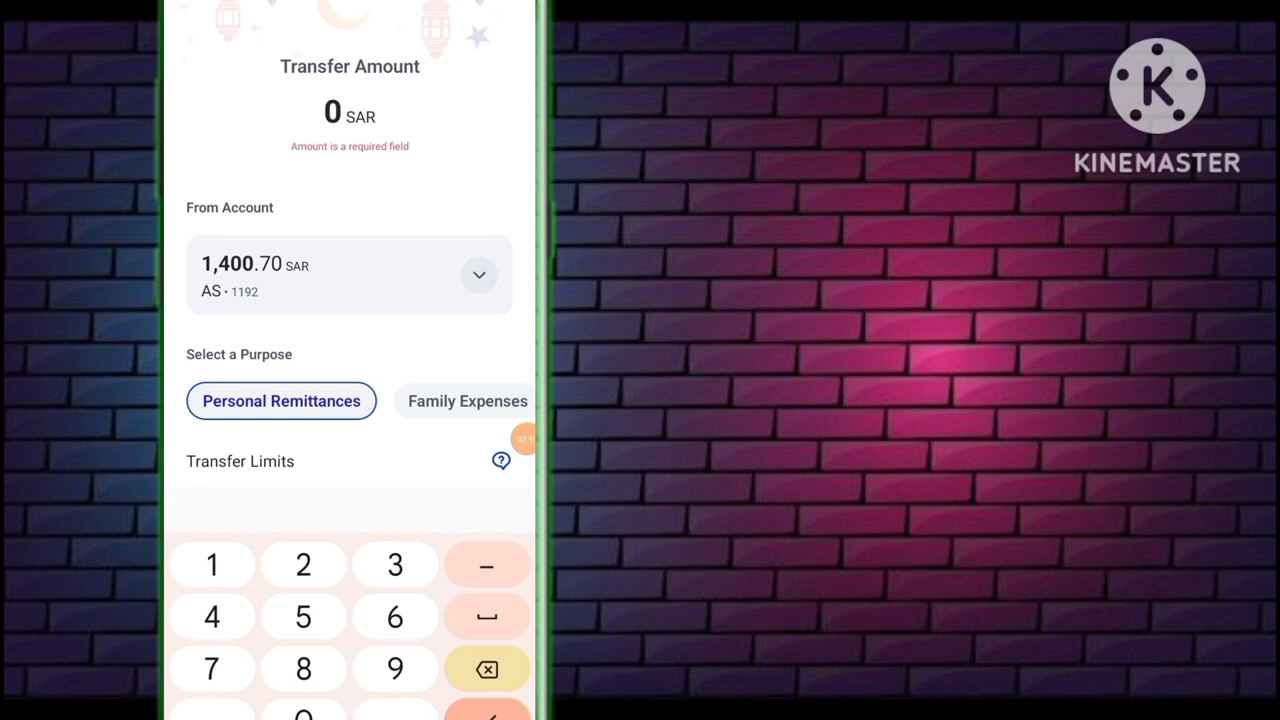 Transfer Amount
0 SAR
Amount is a required field
From Account
1,400.70 SAR
AS • 1192
Select a Purpose
Personal Remittances
Family Expenses
Transfer Limits
1 2 3 –
4 5 6
7 8 9
0
K
KINEMASTER